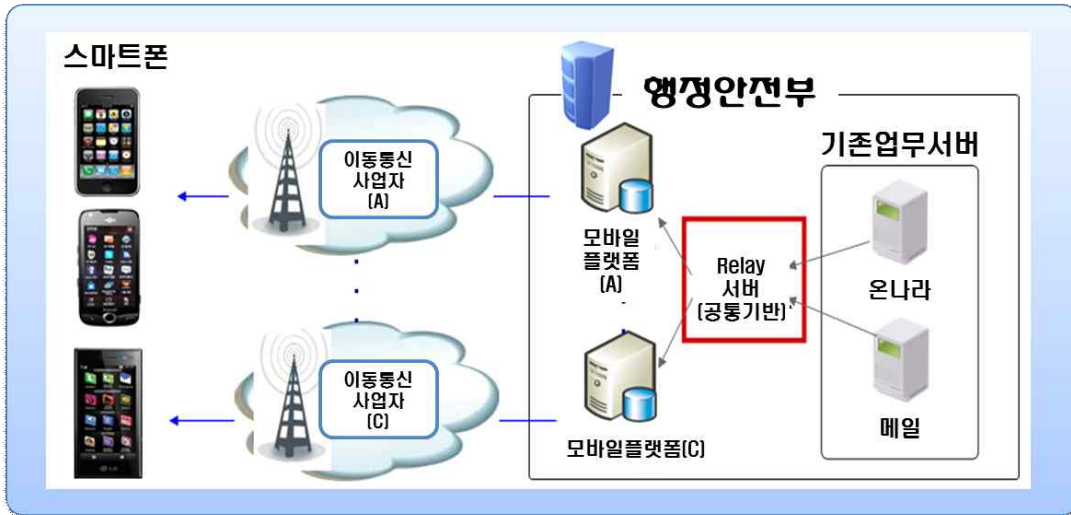 스마트폰
행정안전부
기존업무서버
이동통신
사업자
(A)
모바일
플랫폼
(A)
Relay
서버
(공통기반)
온나라
이동통신
사업자
(C)
모바일플랫폼(C)
메일